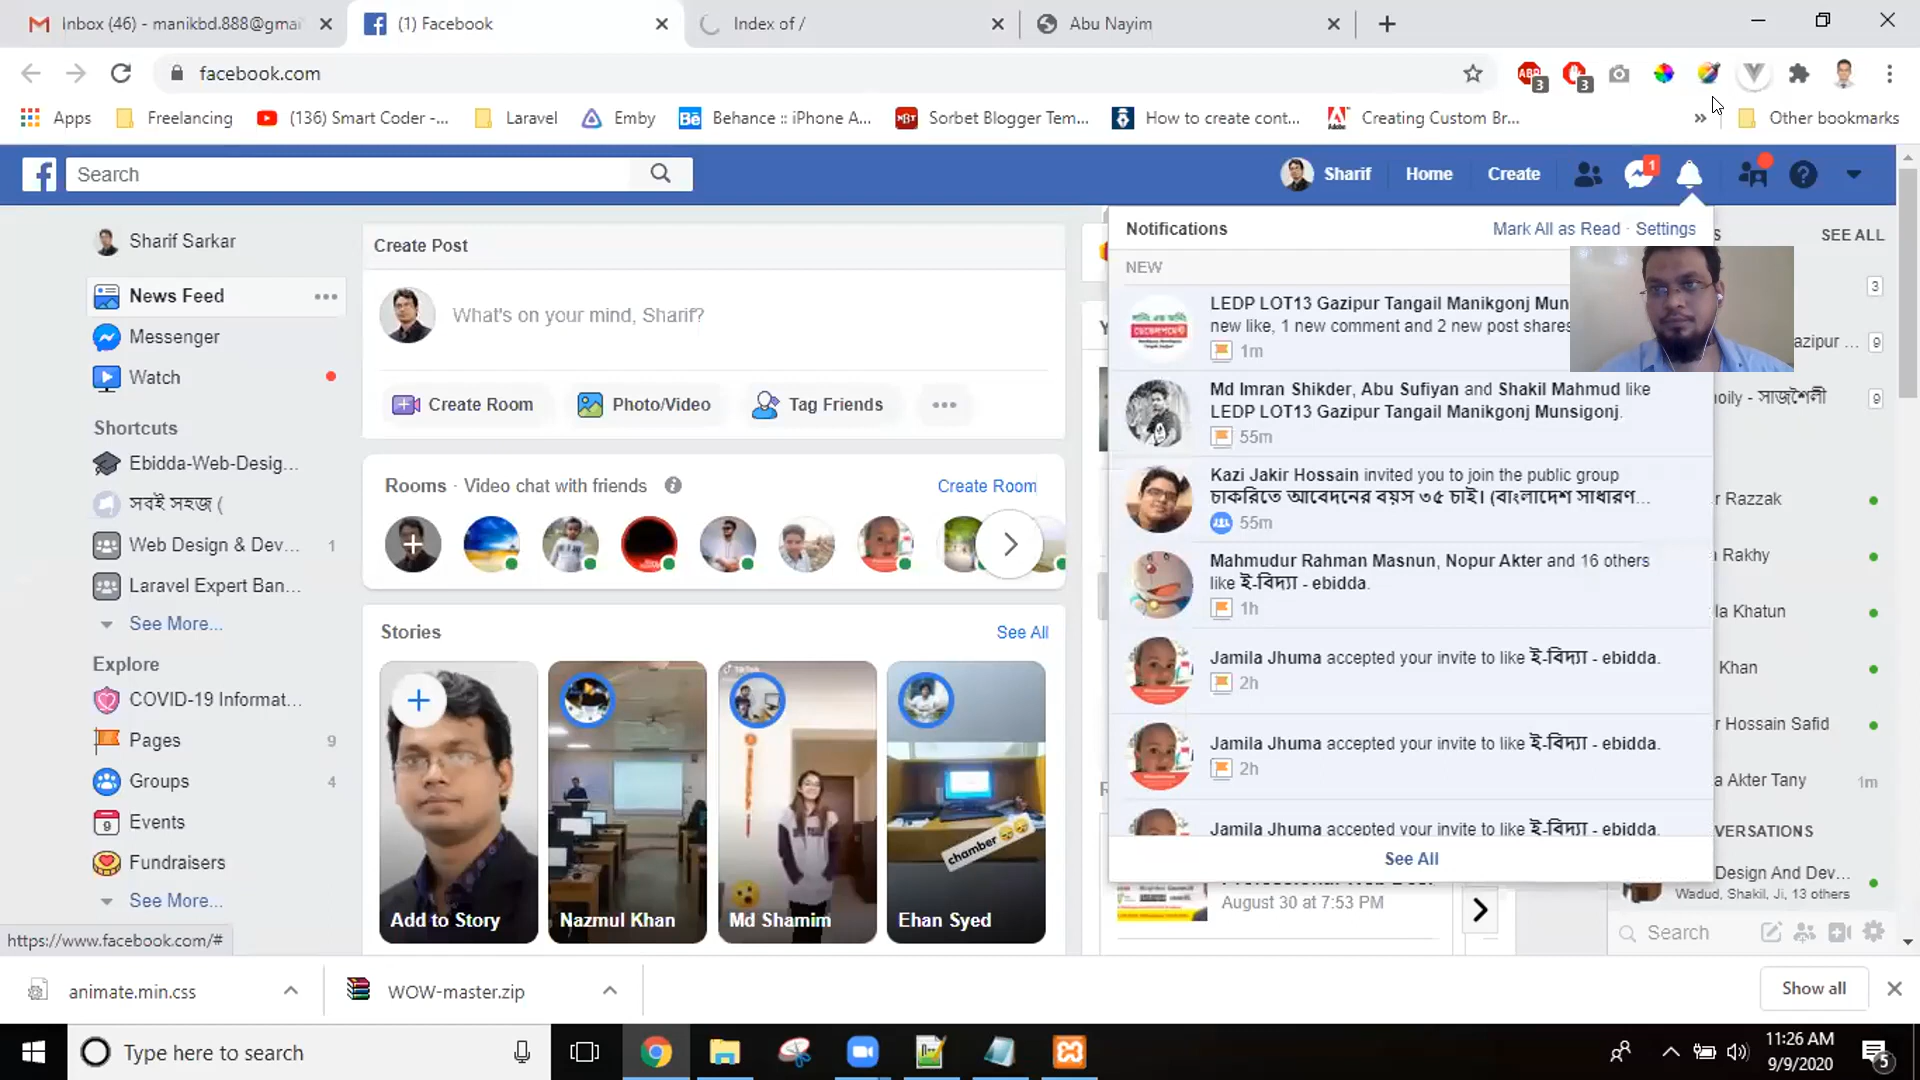 Inbox (46) - manikbd.888@gmai
(1) Facebook
Index of /
Abu Nayim
facebook.com
3
3
Apps
Freelancing
(136) Smart Coder -...
Laravel
Emby
Behance :: iPhone A...
Sorbet Blogger Tem...
How to create cont...
Creating Custom Br...
Other bookmarks
Search
Sharif
Home
Create
1
Sharif Sarkar
News Feed
Messenger
Watch
Shortcuts
Ebidda-Web-Desig...
সবই সহজ (
Web Design & Dev... 1
Laravel Expert Ban...
See More...
Explore
COVID-19 Informat...
Pages 9
Groups 4
Events
9
Fundraisers
See More...
https://www.facebook.com/#
Create Post
What's on your mind, Sharif?
Create Room
Photo/Video
Tag Friends
Rooms · Video chat with friends
Create Room
Stories
See All
Add to Story
Nazmul Khan
Md Shamim
chamber
Ehan Syed
Notifications
Mark All as Read · Settings
NEW
LEDP LOT13 Gazipur Tangail Manikgonj Mun
new like, 1 new comment and 2 new post shares
1m
Md Imran Shikder, Abu Sufiyan and Shakil Mahmud like
LEDP LOT13 Gazipur Tangail Manikgonj Munsigonj.
55m
Kazi Jakir Hossain invited you to join the public group
চাকরিতে আবেদনের বয়স ৩৫ চাই। (বাংলাদেশ সাধারণ...
55m
Mahmudur Rahman Masnun, Nopur Akter and 16 others
like ই-বিদ্যা - ebidda.
1h
Jamila Jhuma accepted your invite to like ই-বিদ্যা - ebidda.
2h
Jamila Jhuma accepted your invite to like ই-বিদ্যা - ebidda.
2h
Jamila Jhuma accepted your invite to like ই-বিদ্যা - ebidda.
See All
August 30 at 7:53 PM
SEE ALL
3
azipur ... 9
holly - সাজশৈলী 9
r Razzak
a Rakhy
la Khatun
Khan
r Hossain Safid
a Akter Tany 1m
VERSATIONS
Design And Dev...
Wadud, Shakil, Ji, 13 others
Search
animate.min.css
WOW-master.zip
Show all
Type here to search
11:26 AM
9/9/2020
5